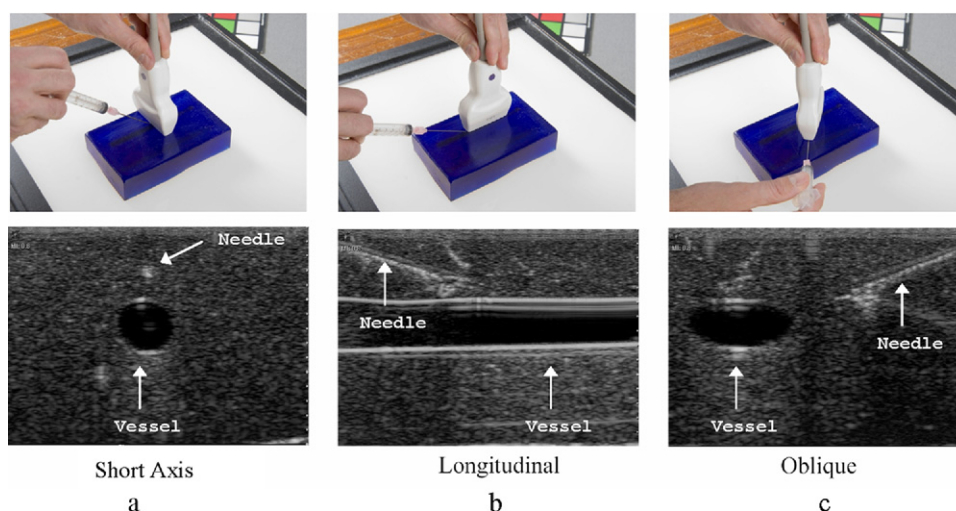 Needle
Vessel
Needle
Vessel
Needle
Vessel
Short Axis
Longitudinal
Oblique
a
b
c